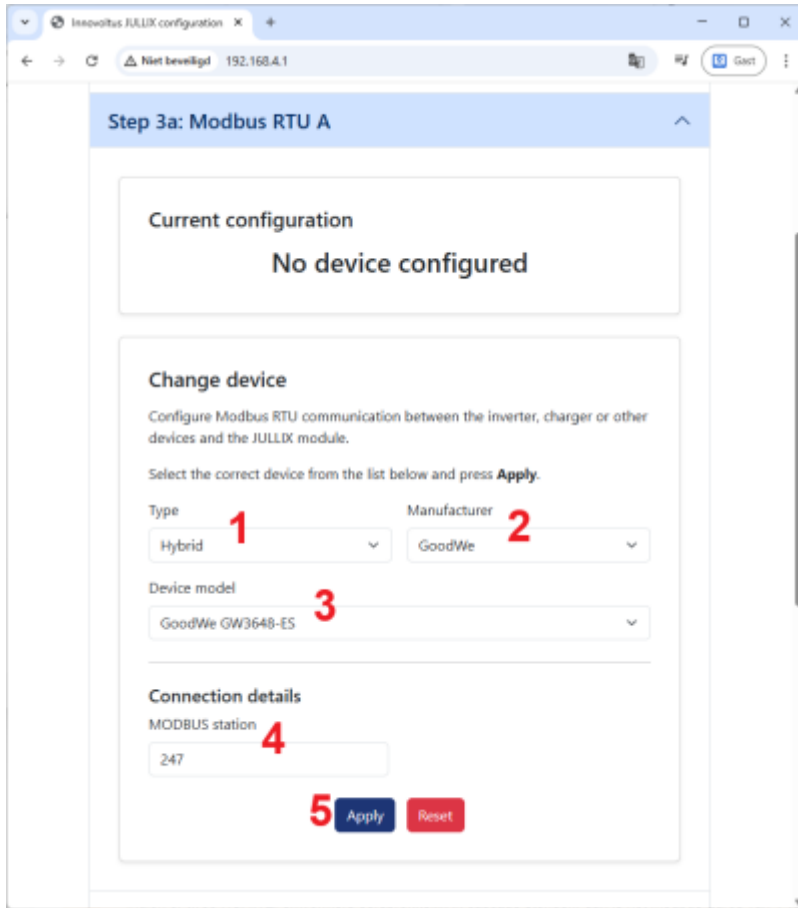 Innovoltus JULLIX configuration
Niet beveiligd 192.168.4.1 Gast
Step 3a: Modbus RTU A
Current configuration
No device configured
Change device
Configure Modbus RTU communication between the inverter, charger or other
devices and the JULLIX module.
Select the correct device from the list below and press Apply.
Type 1 Manufacturer 2
Hybrid GoodWe
Device model 3
GoodWe GW3648-ES
Connection details
MODBUS station 4
247
5 Apply Reset